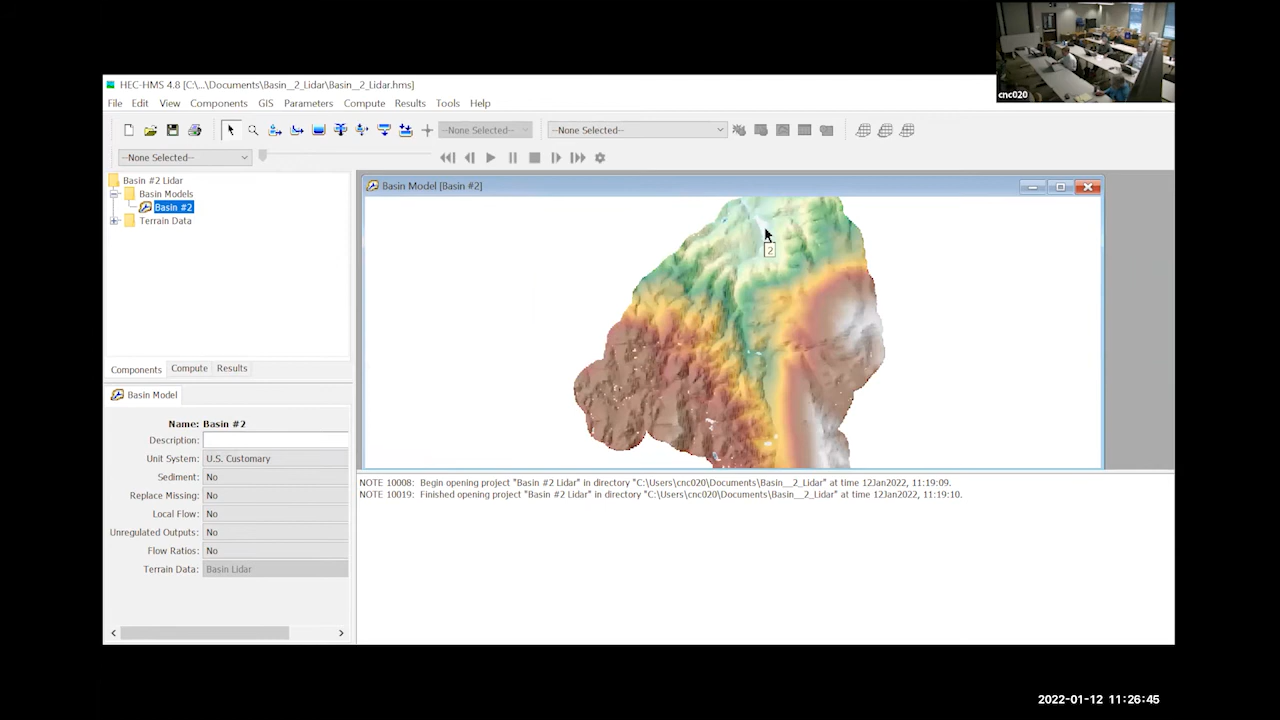 HEC-HMS 4.8 [C:\...\Documents\Basin__2_Lidar\Basin__2_Lidar.hms]
cnc020
File Edit View Components GIS Parameters Compute Results Tools Help
--None Selected-- --None Selected--
--None Selected--
Basin #2 Lidar
Basin Models
Basin #2
Terrain Data
Basin Model [Basin #2]
2
Components Compute Results
Basin Model
Name: Basin #2
Description:
Unit System: U.S. Customary
Sediment: No
Replace Missing: No
Local Flow: No
Unregulated Outputs: No
Flow Ratios: No
Terrain Data: Basin Lidar
NOTE 10008: Begin opening project "Basin #2 Lidar" in directory "C:\Users\cnc020\Documents\Basin__2_Lidar" at time 12Jan2022, 11:19:09.
NOTE 10019: Finished opening project "Basin #2 Lidar" in directory "C:\Users\cnc020\Documents\Basin__2_Lidar" at time 12Jan2022, 11:19:10.
2022-01-12 11:26:45